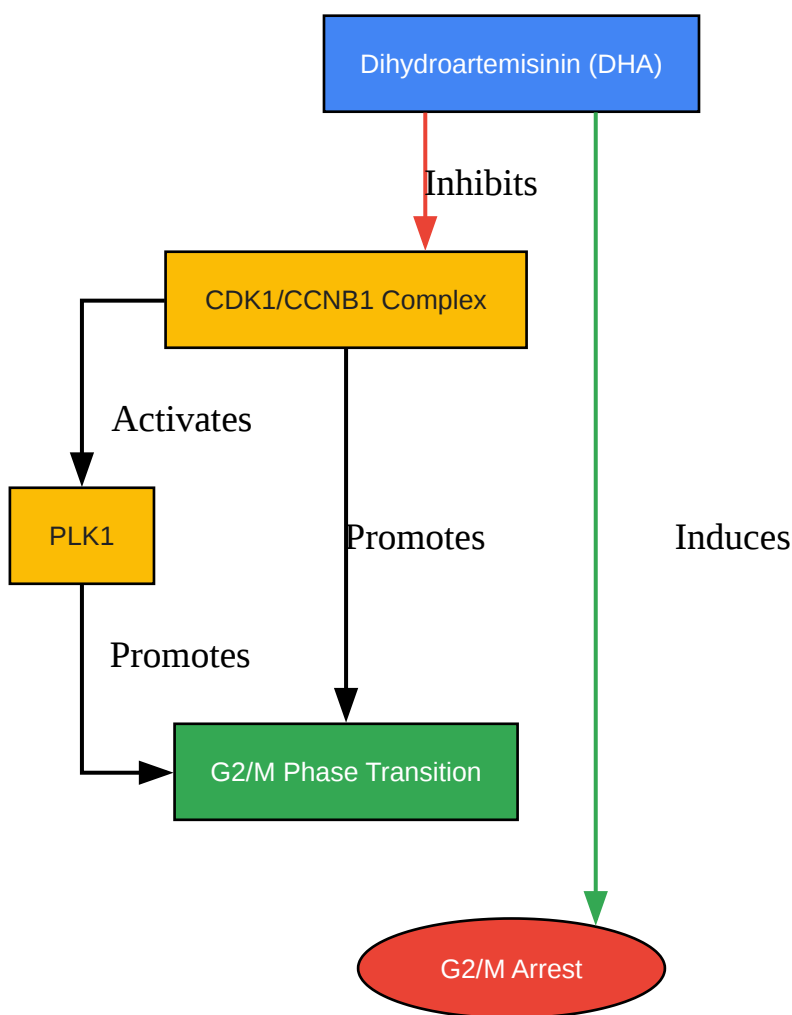 Dihydroartemisinin (DHA)
Inhibits
CDK1/CCNB1 Complex
Activates
PLK1
Promotes
Induces
Promotes
G2/M Phase Transition
G2/M Arrest